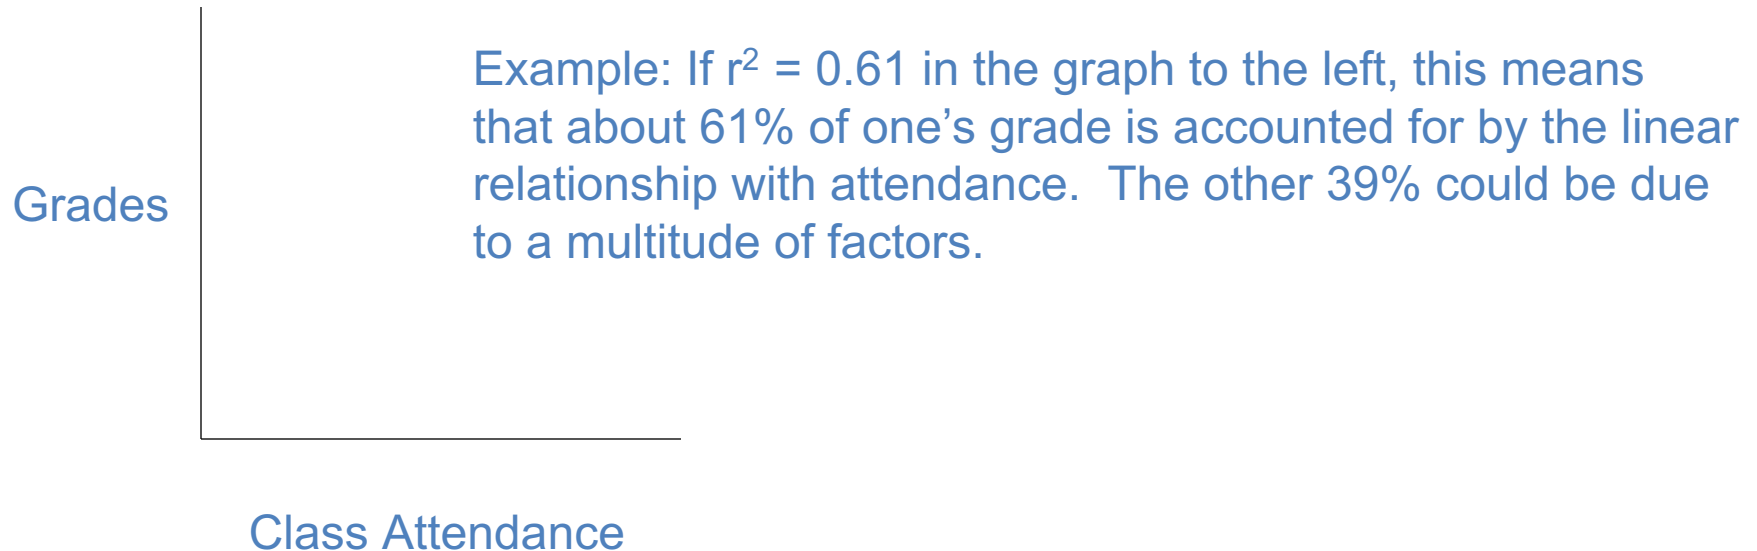 Example: If r² = 0.61 in the graph to the left, this means
that about 61% of one’s grade is accounted for by the linear
relationship with attendance.  The other 39% could be due
to a multitude of factors.
Grades
Class Attendance